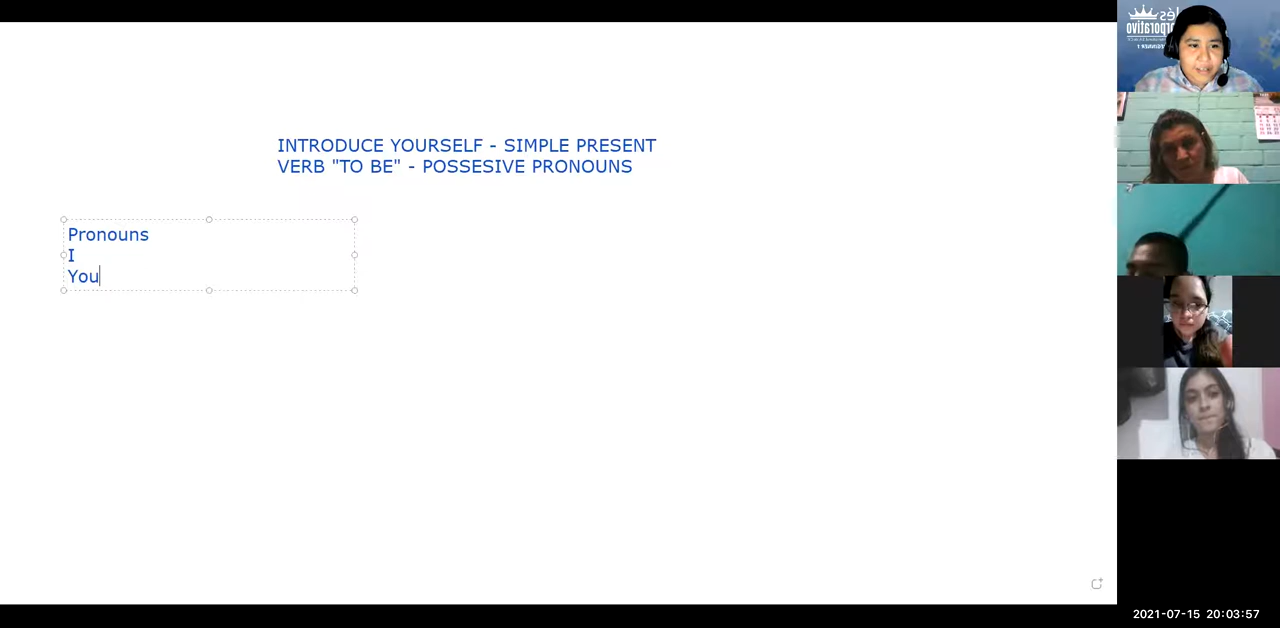 INTRODUCE YOURSELF - SIMPLE PRESENT
VERB "TO BE" - POSSESIVE PRONOUNS
Pronouns
I
You
2021-07-15 20:03:57